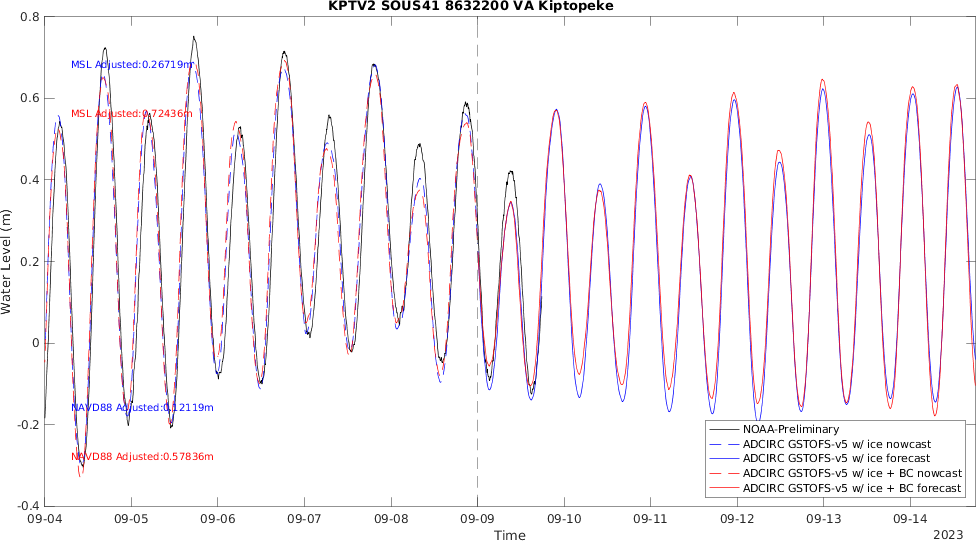 KPTV2 SOUS41 8632200 VA Kiptopeke
0.8
0.6
0.4
0.2
0
-0.2
-0.4
Water Level (m)
MSL Adjusted:0.26719m
MSL Adjusted:0.72436m
NAVD88 Adjusted:0.12119m
NAVD88 Adjusted:0.57836m
NOAA-Preliminary
ADCIRC GSTOFS-v5 w/ ice nowcast
ADCIRC GSTOFS-v5 w/ ice forecast
ADCIRC GSTOFS-v5 w/ ice + BC nowcast
ADCIRC GSTOFS-v5 w/ ice + BC forecast
09-04 09-05 09-06 09-07 09-08 09-09 09-10 09-11 09-12 09-13 09-14
Time
2023